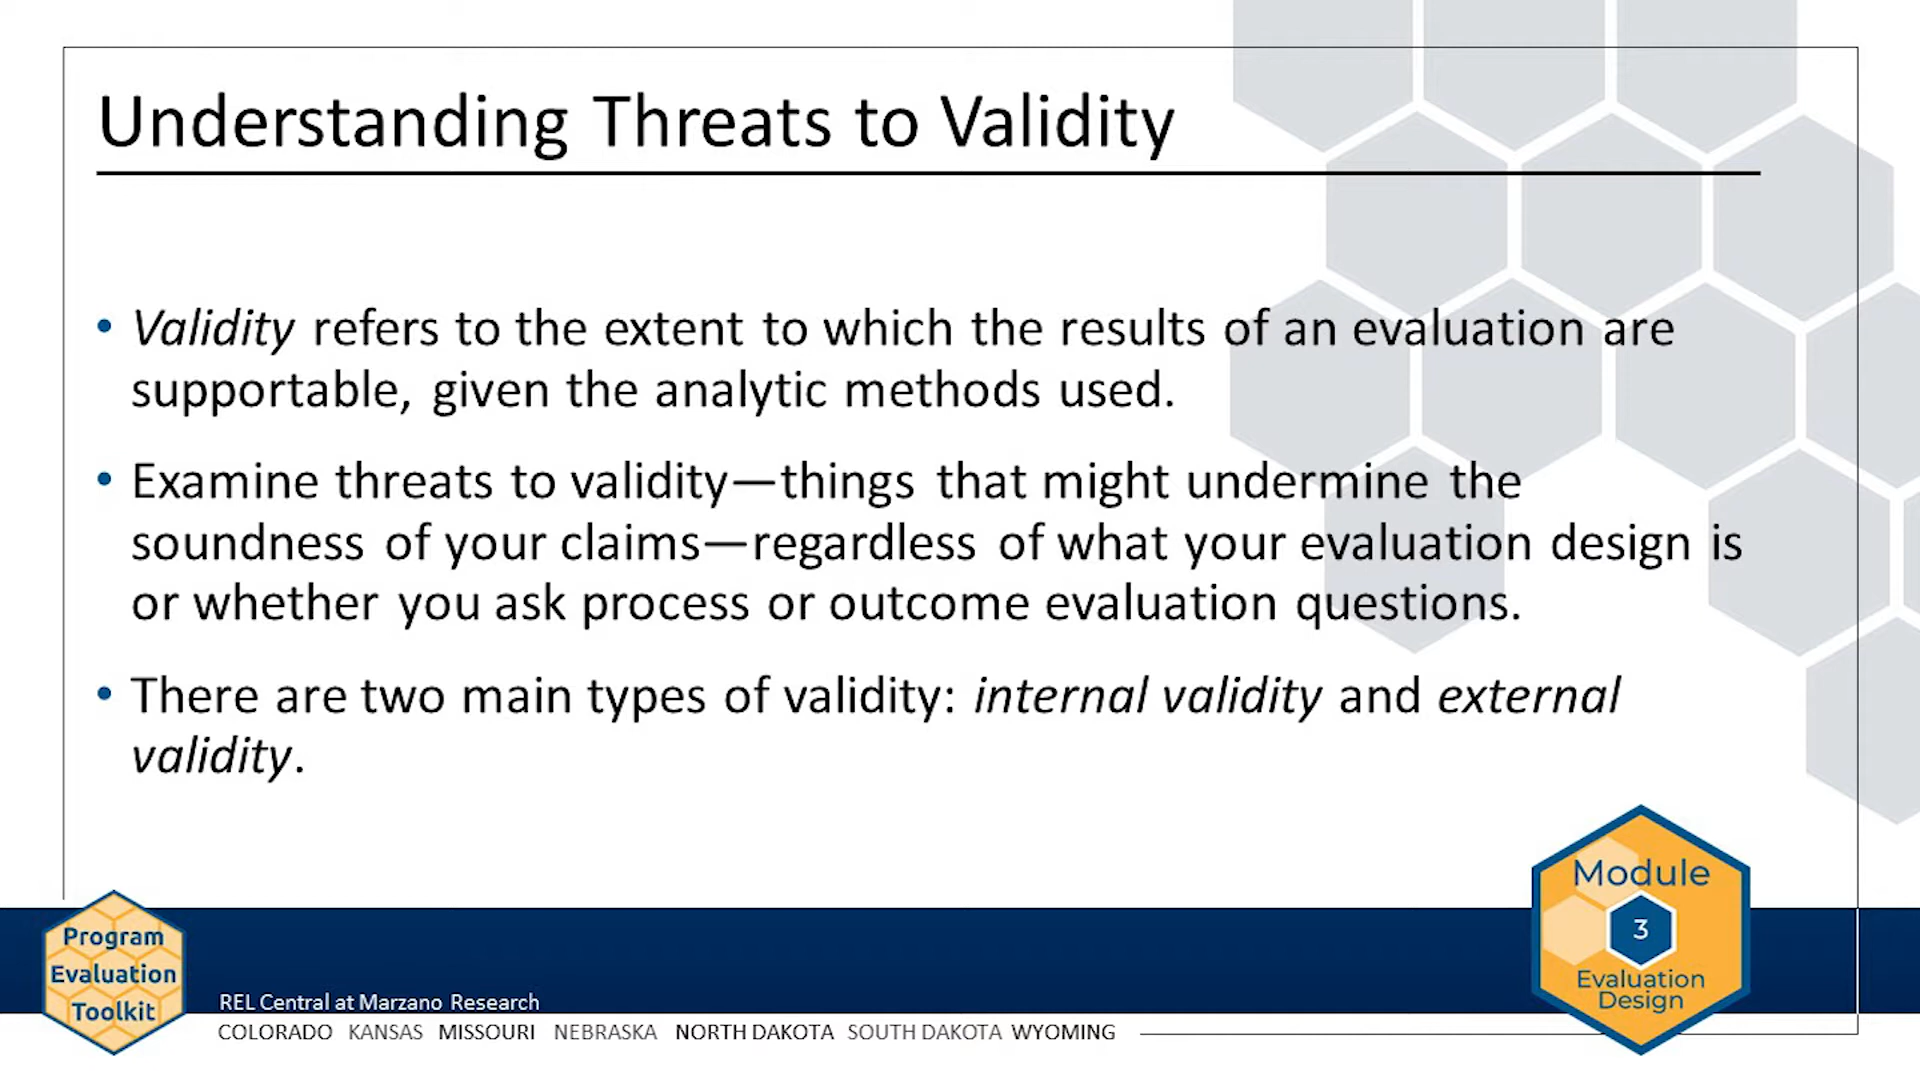 Understanding Threats to Validity
• Validity refers to the extent to which the results of an evaluation are
supportable, given the analytic methods used.
• Examine threats to validity—things that might undermine the
soundness of your claims—regardless of what your evaluation design is
or whether you ask process or outcome evaluation questions.
• There are two main types of validity: internal validity and external
validity.
Program
Evaluation
Toolkit
REL Central at Marzano Research
COLORADO KANSAS MISSOURI NEBRASKA NORTH DAKOTA SOUTH DAKOTA WYOMING
Module
3
Evaluation
Design